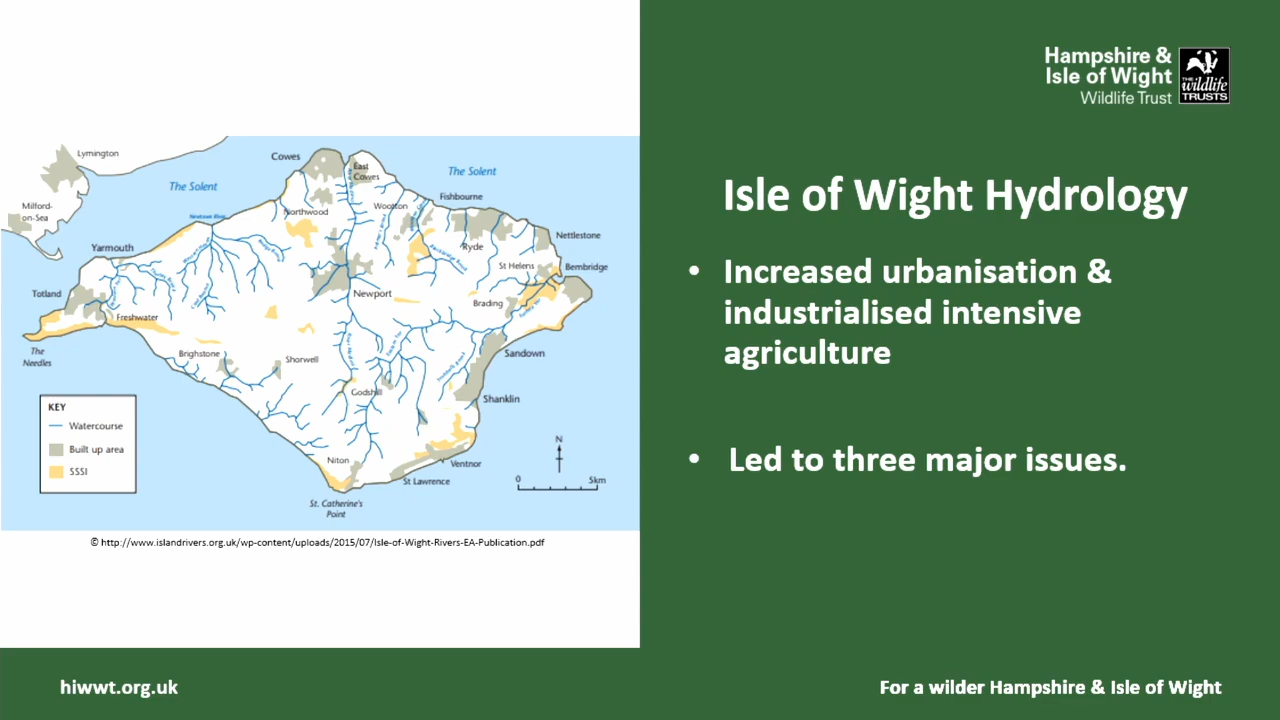 Hampshire &
Isle of Wight
Wildlife Trust
THE
wildlife
TRUSTS
Isle of Wight Hydrology
• Increased urbanisation &
industrialised intensive
agriculture
• Led to three major issues.
Lymington
Milford-
on-Sea
The Solent
Cowes
East
Cowes
The Solent
Fishbourne
Northwood
Wootton
Yarmouth
Ryde
Nettlestone
St Helens
Bembridge
Totland
Newport
Brading
Freshwater
The
Needles
Brighstone
Shorwell
Sandown
Godshill
Shanklin
KEY
Watercourse
Built up area
SSSI
Niton
Ventnor
St Lawrence
St. Catherine's
Point
N
0 5km
© http://www.islandrivers.org.uk/wp-content/uploads/2015/07/Isle-of-Wight-Rivers-EA-Publication.pdf
hiwwt.org.uk
For a wilder Hampshire & Isle of Wight